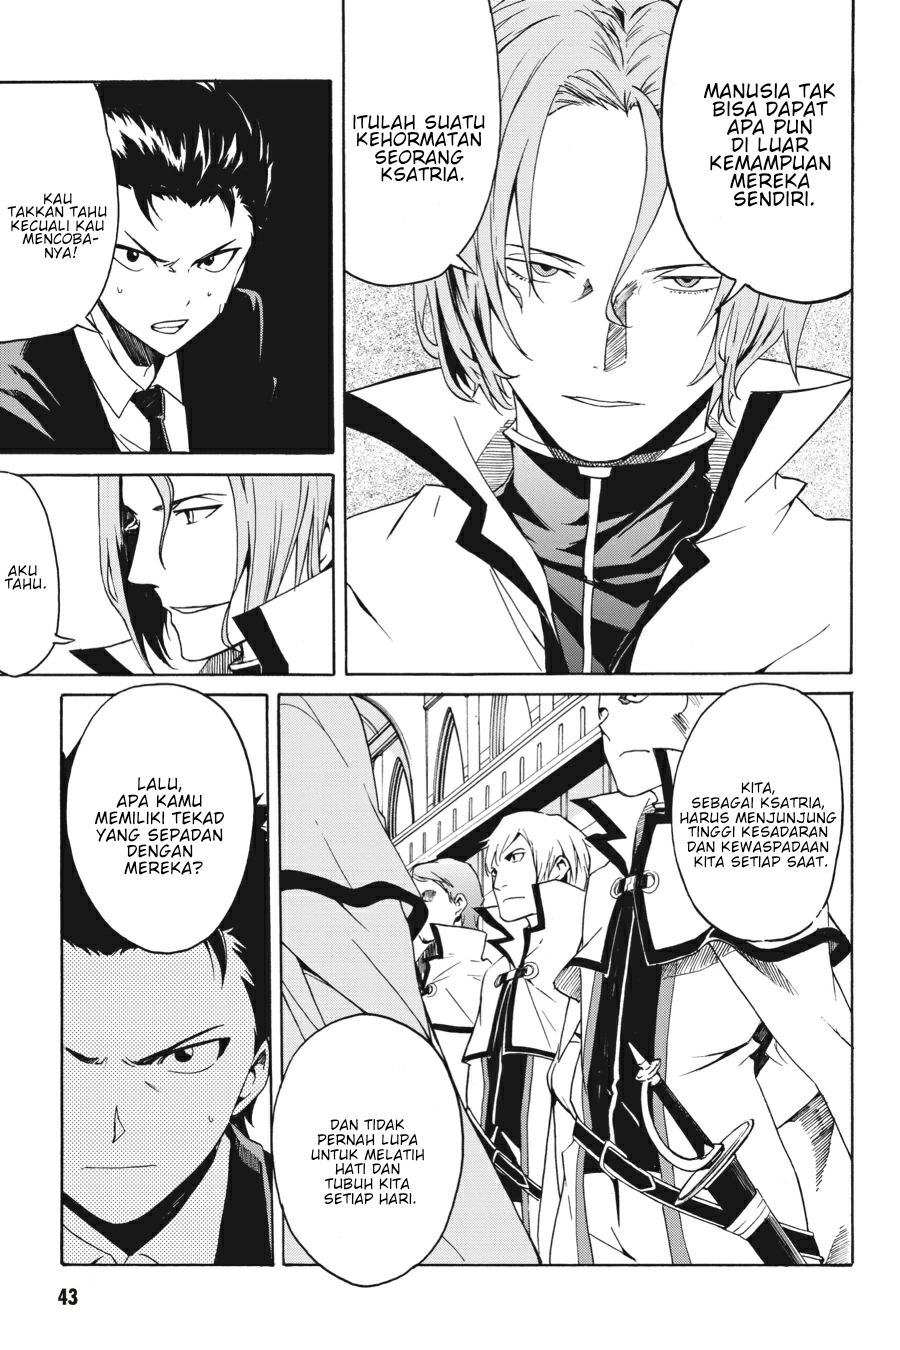 MANUSIA TAK
BISA DAPAT
APA PUN
DI LUAR
KEMAMPUAN
MEREKA
SENDIRI.
ITULAH SUATU
KEHORMATAN
SEORANG
KSATRIA.
KAU
TAKKAN TAHU
KECUALI KAU
MENCOBA-
NYA!
AKU
TAHU.
KITA,
SEBAGAI KSATRIA,
HARUS MENJUNJUNG
TINGGI KESADARAN
DAN KEWASPADAAN
KITA SETIAP SAAT.
DAN TIDAK
PERNAH LUPA
UNTUK MELATIH
HATI DAN
TUBUH KITA
SETIAP HARI.
LALU,
APA KAMU
MEMILIKI TEKAD
YANG SEPADAN
DENGAN
MEREKA?
43